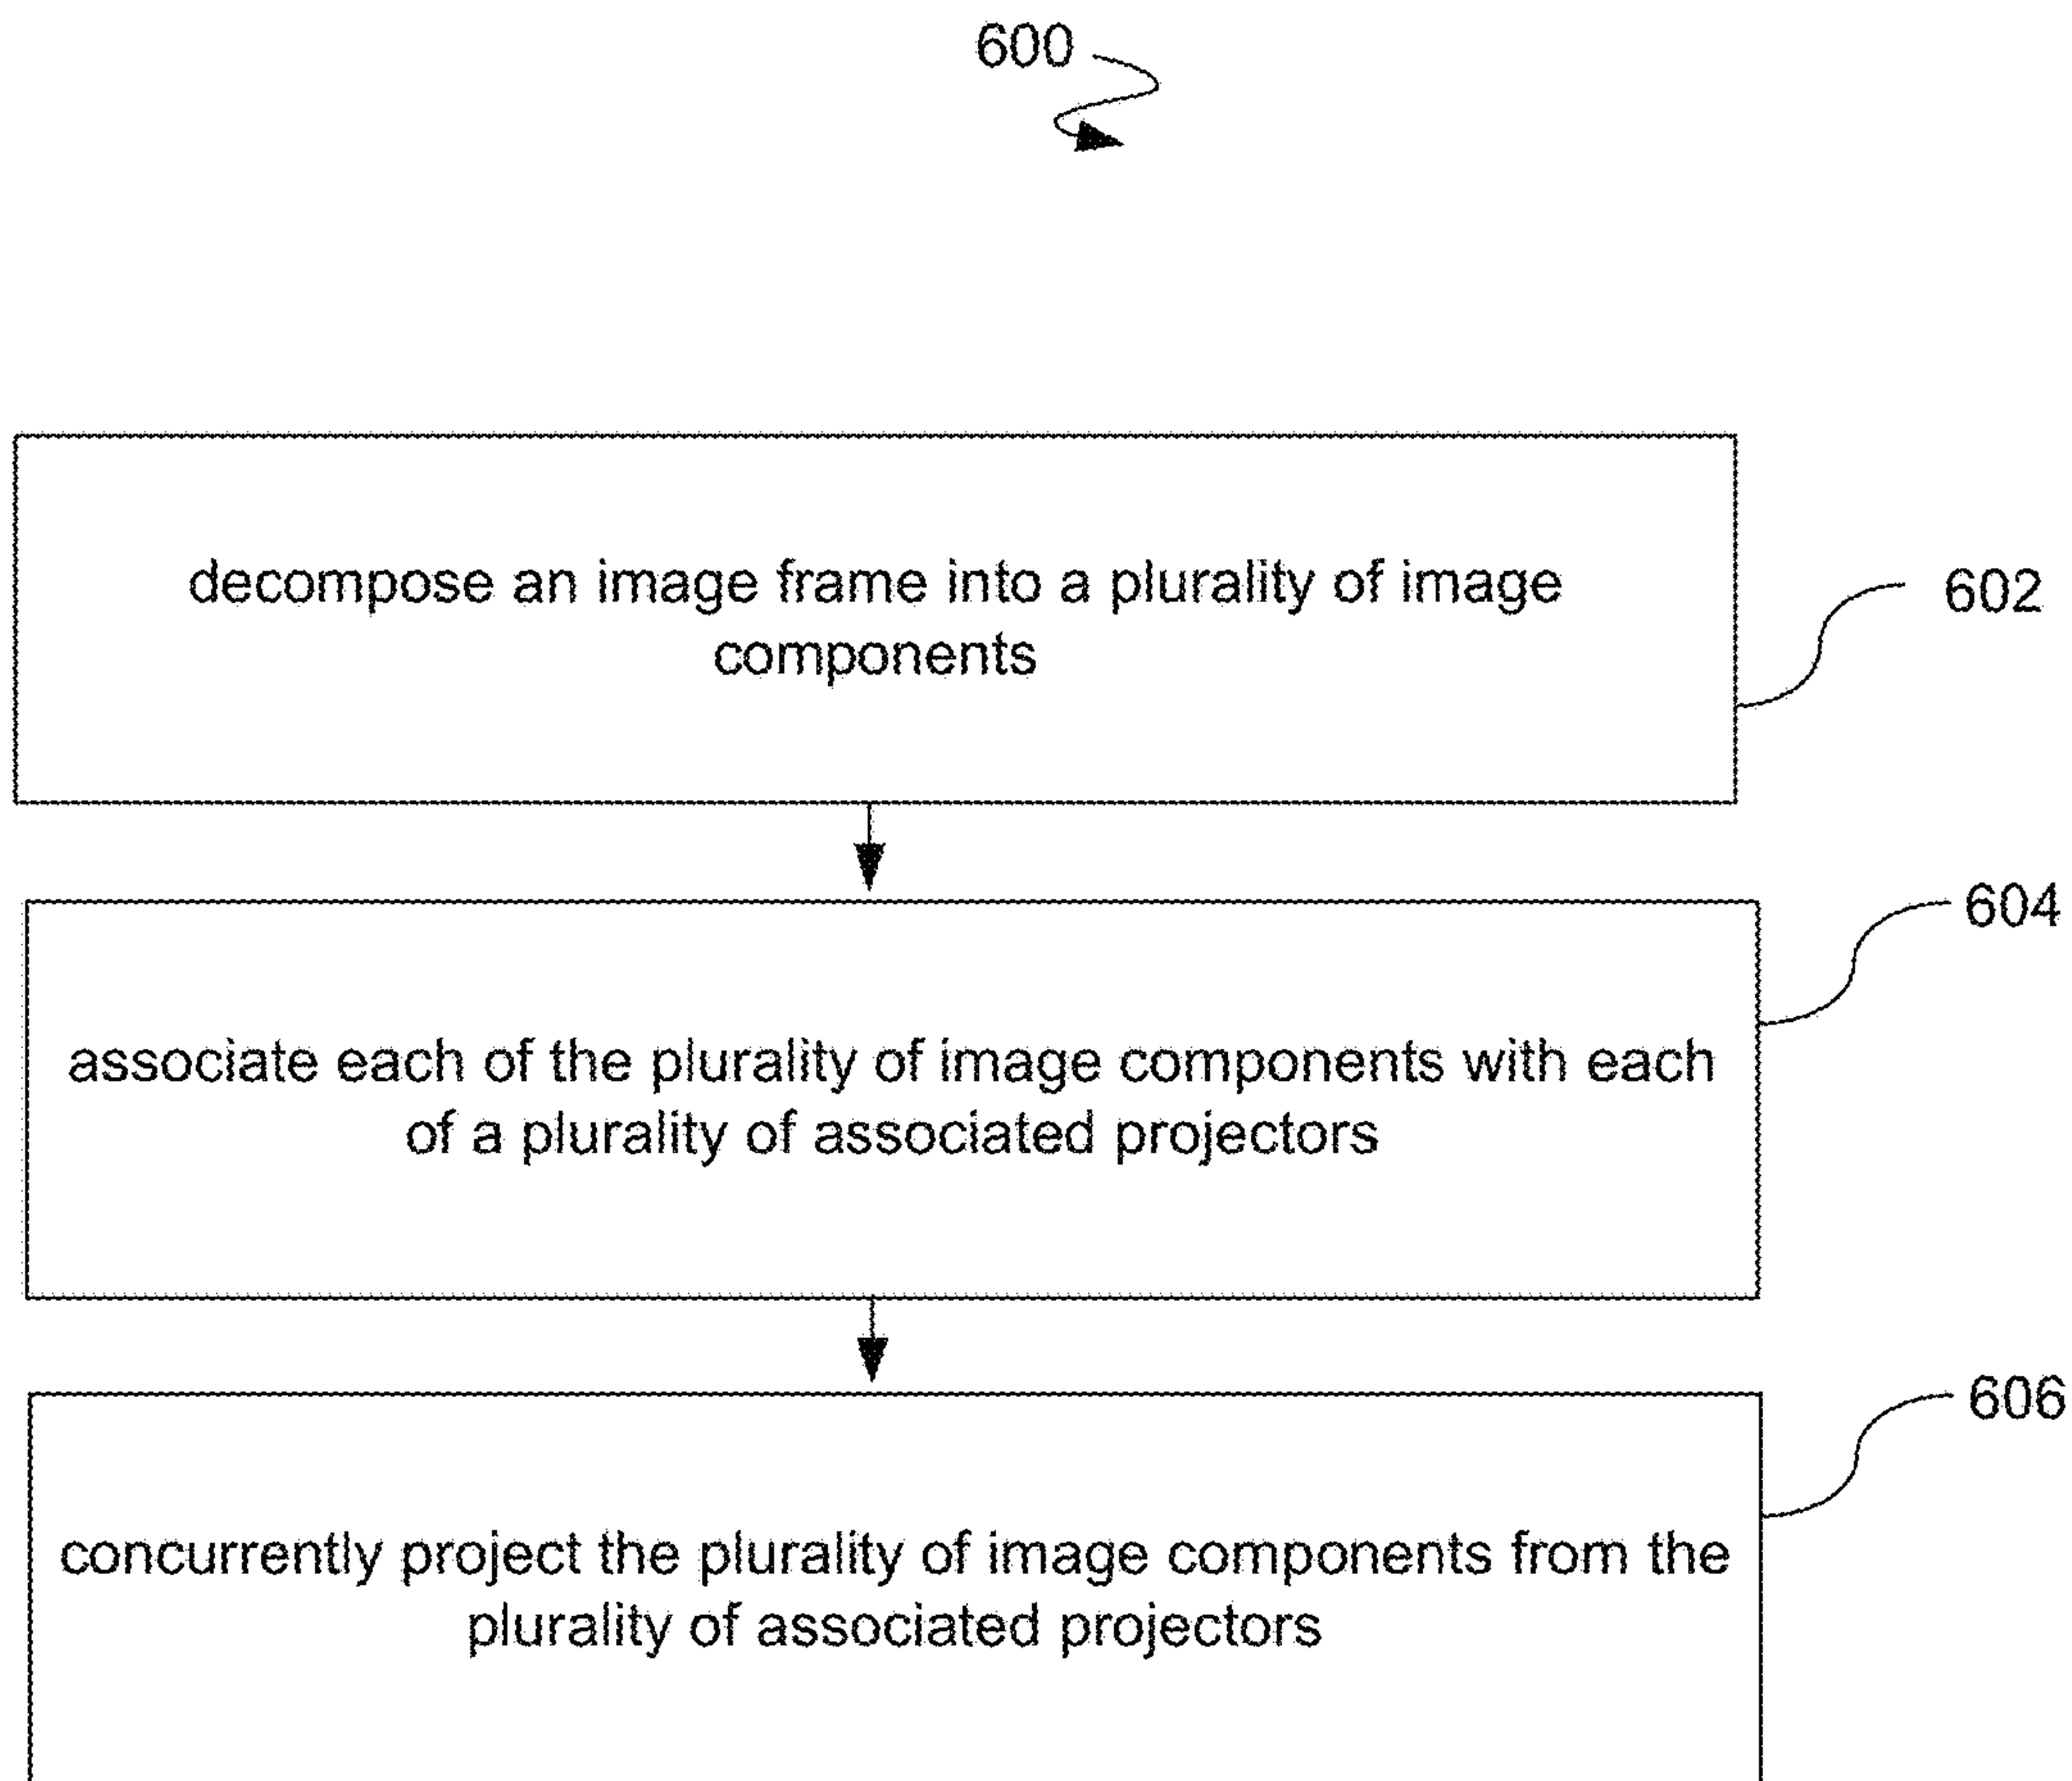 600
decompose an image frame into a plurality of image
components
602
604
associate each of the plurality of image components with each
of a plurality of associated projectors
606
concurrently project the plurality of image components from the
plurality of associated projectors